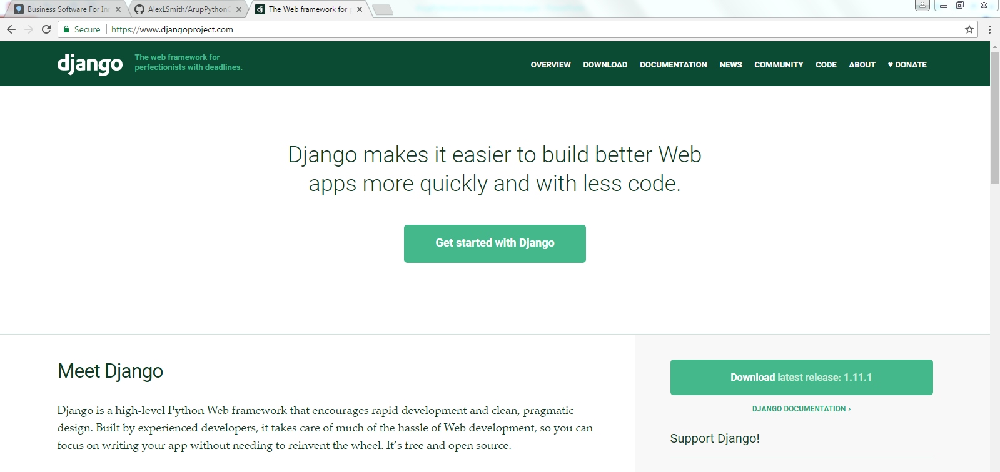 Business Software For In
AlexLSmith/ArupPython
The Web framework for
Secure https://www.djangoproject.com
django
The web framework for
perfectionists with deadlines.
OVERVIEW DOWNLOAD DOCUMENTATION NEWS COMMUNITY CODE ABOUT ♥ DONATE
Django makes it easier to build better Web
apps more quickly and with less code.
Get started with Django
Meet Django
Django is a high-level Python Web framework that encourages rapid development and clean, pragmatic
design. Built by experienced developers, it takes care of much of the hassle of Web development, so you can
focus on writing your app without needing to reinvent the wheel. It’s free and open source.
Download latest release: 1.11.1
DJANGO DOCUMENTATION ›
Support Django!